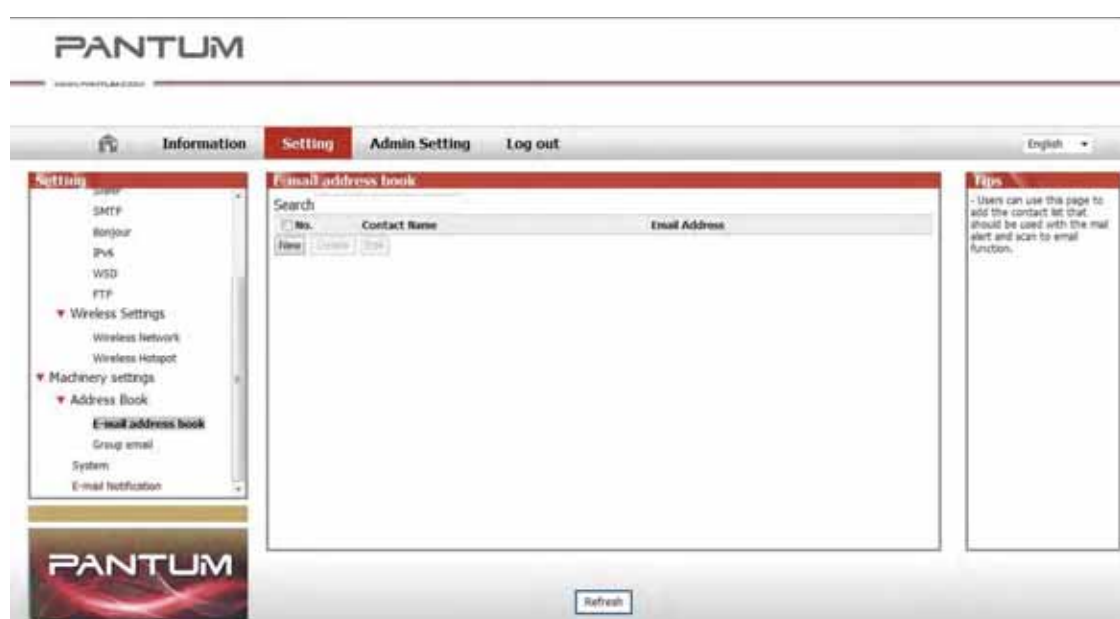 PANTUM
Information
Setting
Admin Setting
Log out
English
Setting
SMTP
Bonjour
IPv6
WSD
FTP
Wireless Settings
Wireless Network
Wireless Hotspot
Machinery settings
Address Book
E-mail address book
Group email
System
E-mail Notification
PANTUM
E-mail address book
Search
No. Contact Name Email Address
New Delete Edit
Refresh
Tips
- Users can use this page to
add the contact list that
should be used with the mail
alert and scan to email
function.